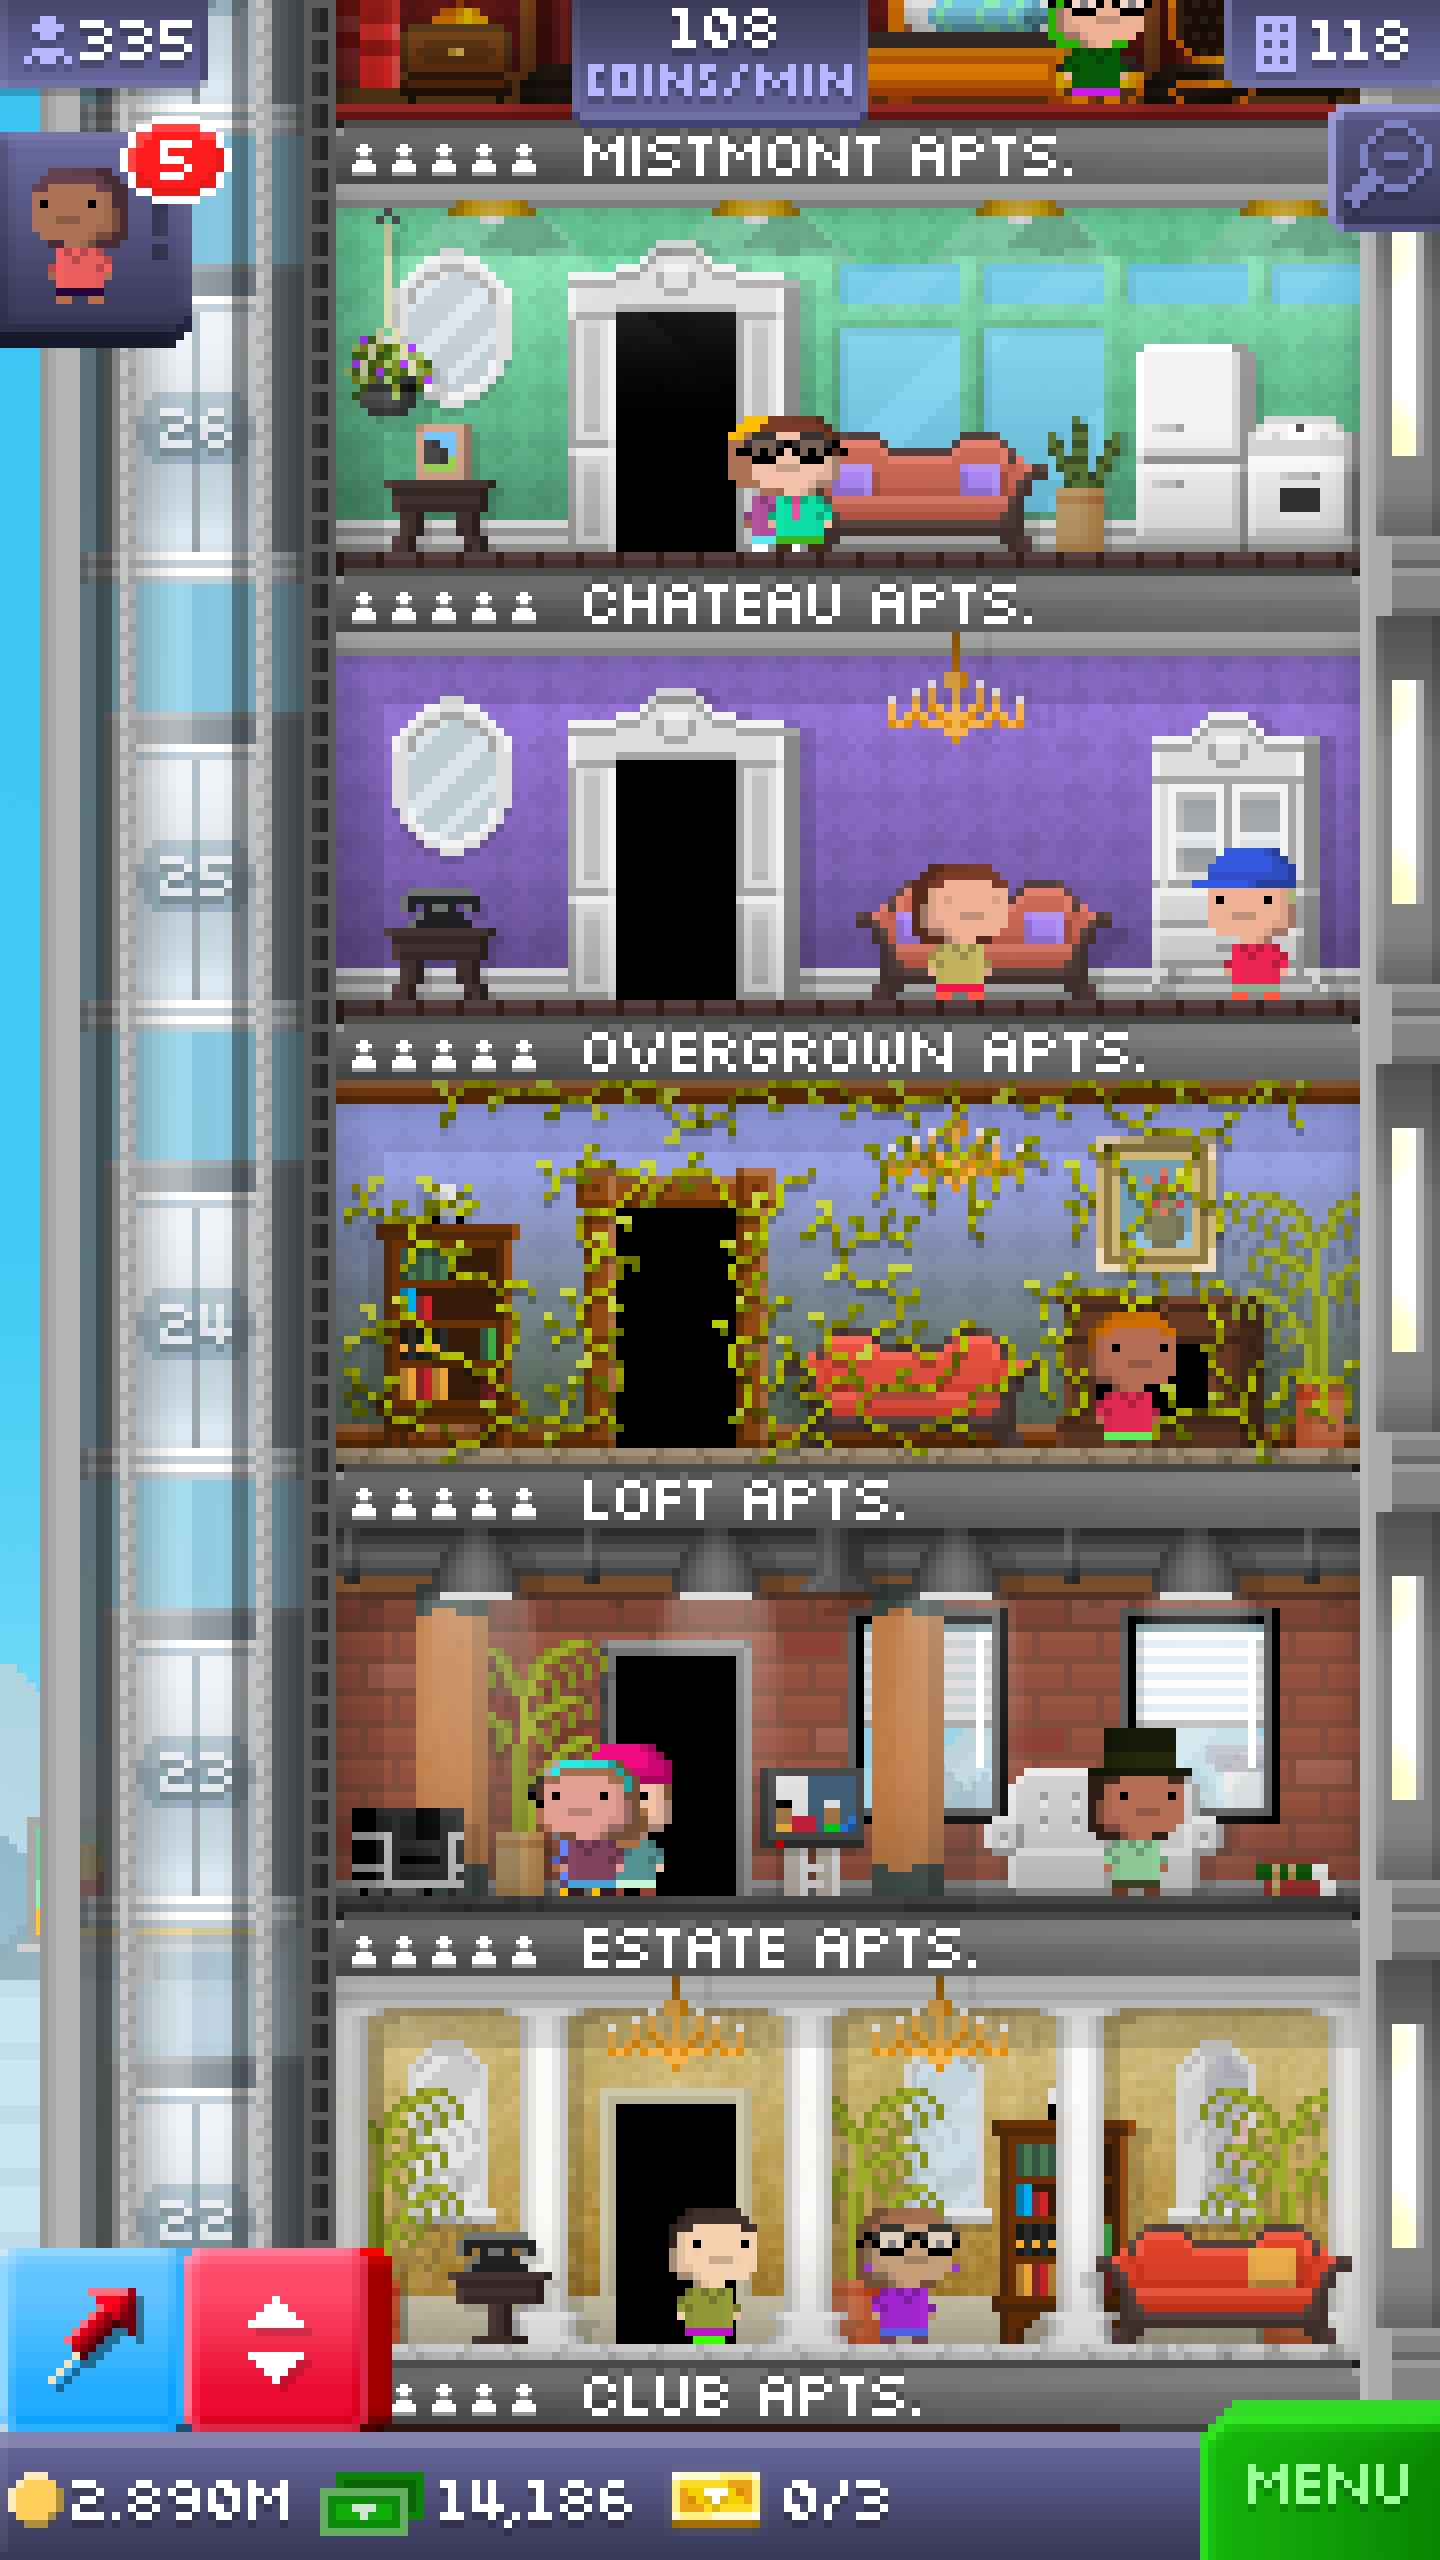 335
108
COINS/MIN
118
5
MISTMONT APTS.
26
CHATEAU APTS.
25
OVERGROWN APTS.
24
LOFT APTS.
23
ESTATE APTS.
22
CLUB APTS.
2.890M 14,186 0/3
MENU